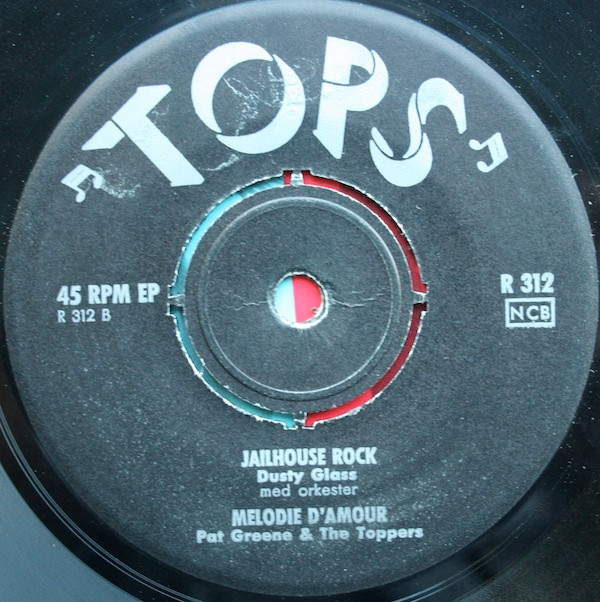 TOPS
45 RPM EP
R 312 B
R 312
NCB
JAILHOUSE ROCK
Dusty Glass
med orkester
MELODIE D'AMOUR
Pat Greene & The Toppers